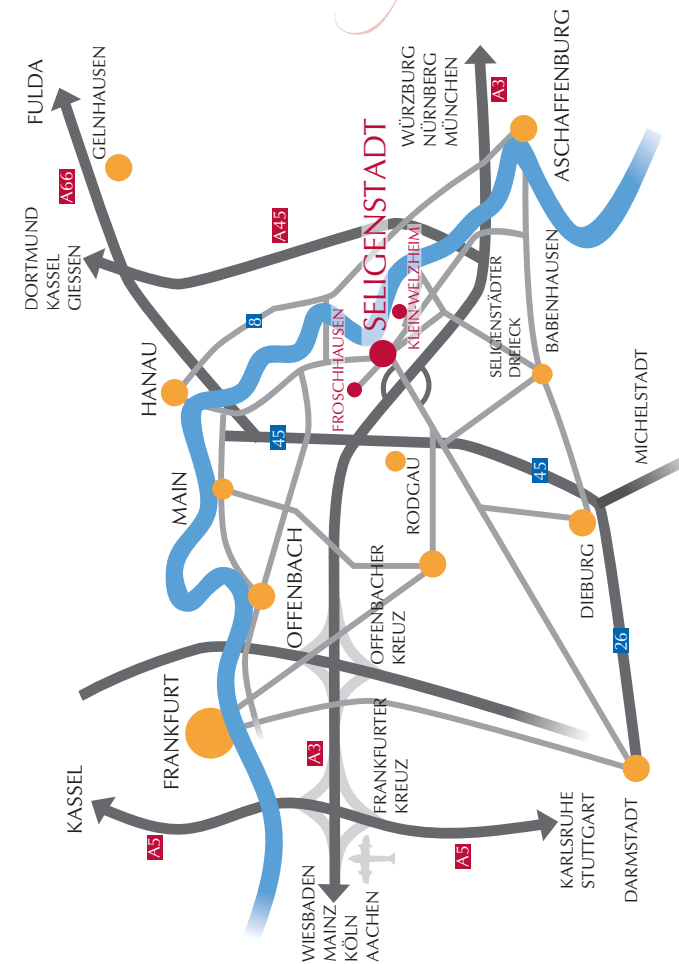 KASSEL
A5
FRANKFURT
MAIN
HANAU
DORTMUND
KASSEL
GIESSEN
A66
FULDA
GELNHAUSEN
8
A45
OFFENBACH
45
WIESBADEN
MAINZ
KÖLN
AACHEN
A3
FRANKFURTER
KREUZ
OFFENBACHER
KREUZ
RODGAU
FROSCHHAUSEN
SELIGENSTADT
KLEIN-WELZHEIM
WÜRZBURG
NÜRNBERG
MÜNCHEN
A3
A5
SELIGENSTÄDTER
DREIECK
BABENHAUSEN
ASCHAFFENBURG
45
KARLSRUHE
STUTTGART
DARMSTADT
26
DIEBURG
MICHELSTADT